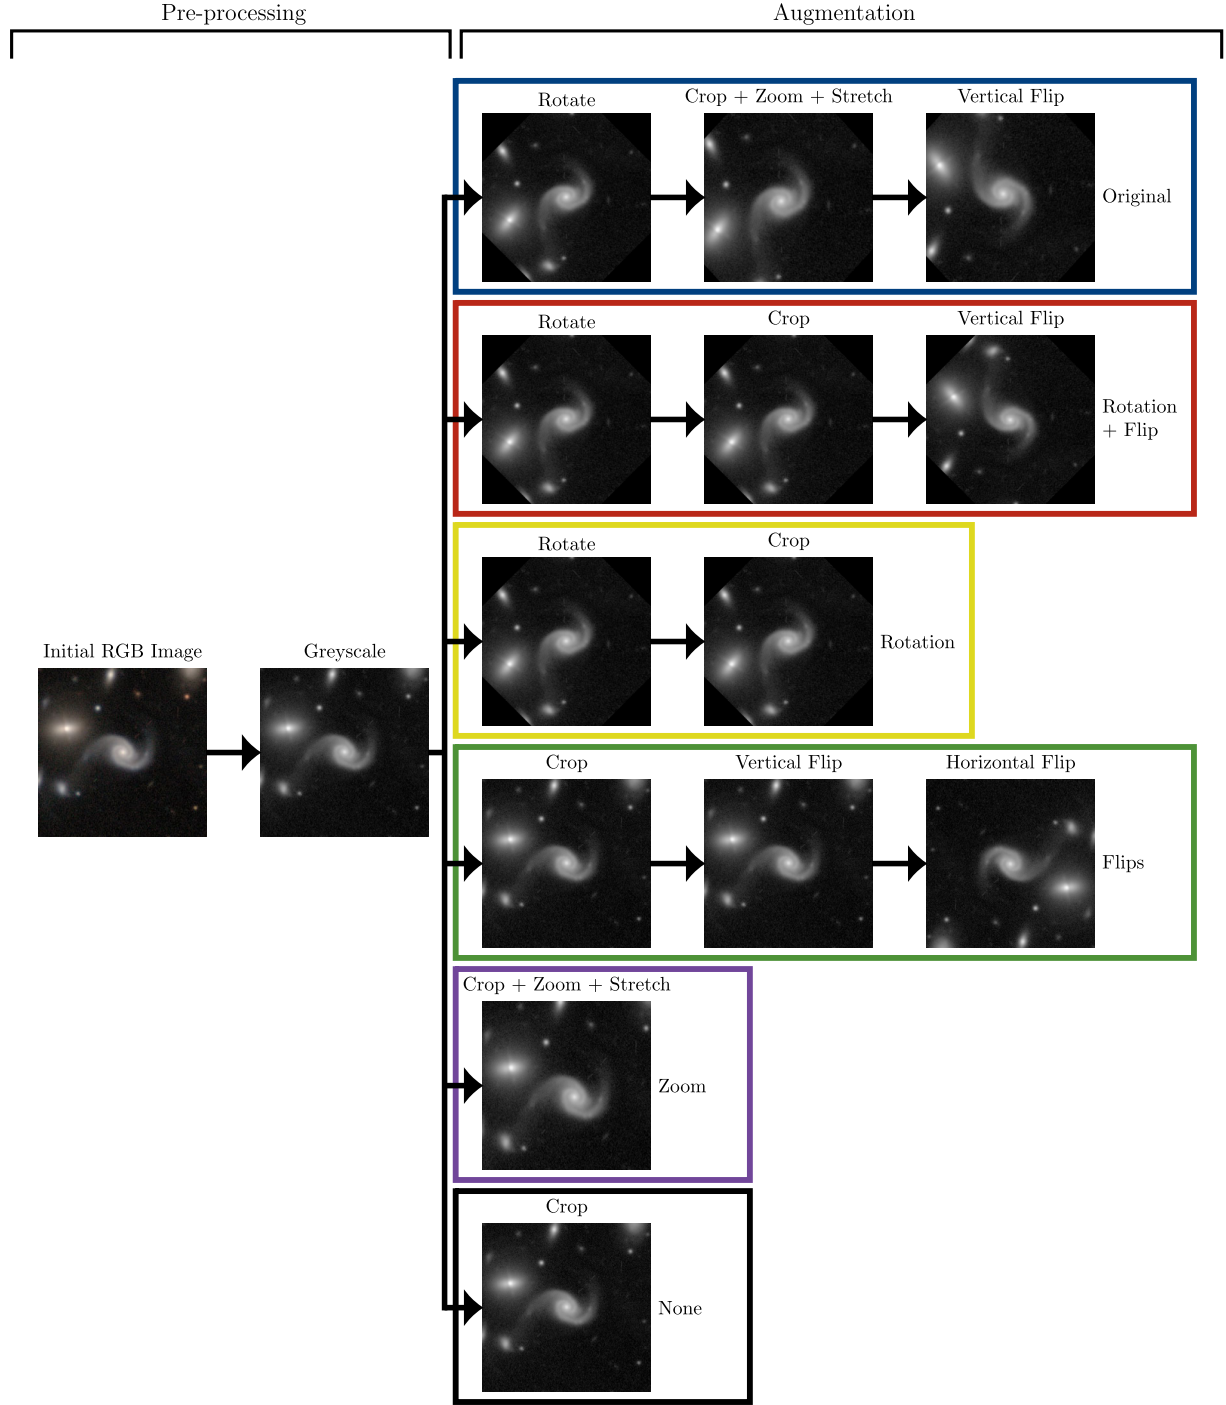 Pre-processing
Augmentation
Rotate
Crop + Zoom + Stretch
Vertical Flip
Original
Rotate
Crop
Vertical Flip
Rotation
+ Flip
Rotate
Crop
Rotation
Initial RGB Image
Greyscale
Crop
Vertical Flip
Horizontal Flip
Flips
Crop + Zoom + Stretch
Zoom
Crop
None